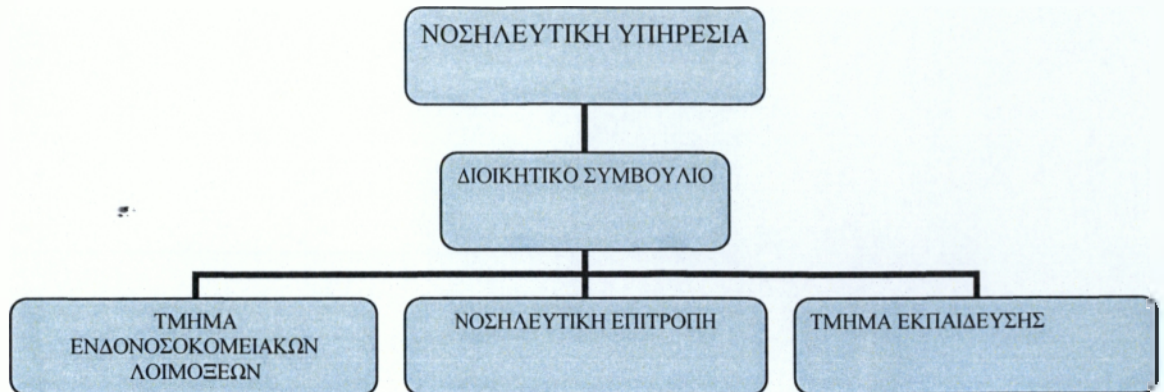 ΝΟΣΗΛΕΥΤΙΚΗ ΥΠΗΡΕΣΙΑ
ΔΙΟΙΚΗΤΙΚΟ ΣΥΜΒΟΥΛΙΟ
ΤΜΗΜΑ
ΕΝΔΟΝΟΣΟΚΟΜΕΙΑΚΩΝ
ΛΟΙΜΟΞΕΩΝ
ΝΟΣΗΛΕΥΤΙΚΗ ΕΠΙΤΡΟΠΗ
ΤΜΗΜΑ ΕΚΠΑΙΔΕΥΣΗΣ